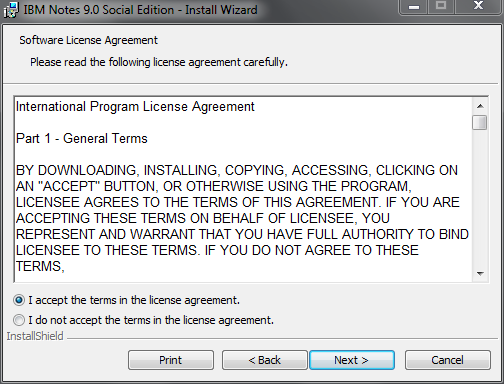 IBM Notes 9.0 Social Edition - Install Wizard
Software License Agreement
Please read the following license agreement carefully.
International Program License Agreement
Part 1 - General Terms
BY DOWNLOADING, INSTALLING, COPYING, ACCESSING, CLICKING ON
AN "ACCEPT" BUTTON, OR OTHERWISE USING THE PROGRAM,
LICENSEE AGREES TO THE TERMS OF THIS AGREEMENT. IF YOU ARE
ACCEPTING THESE TERMS ON BEHALF OF LICENSEE, YOU
REPRESENT AND WARRANT THAT YOU HAVE FULL AUTHORITY TO BIND
LICENSEE TO THESE TERMS. IF YOU DO NOT AGREE TO THESE
TERMS,
I accept the terms in the license agreement.
I do not accept the terms in the license agreement.
InstallShield
Print
< Back
Next >
Cancel